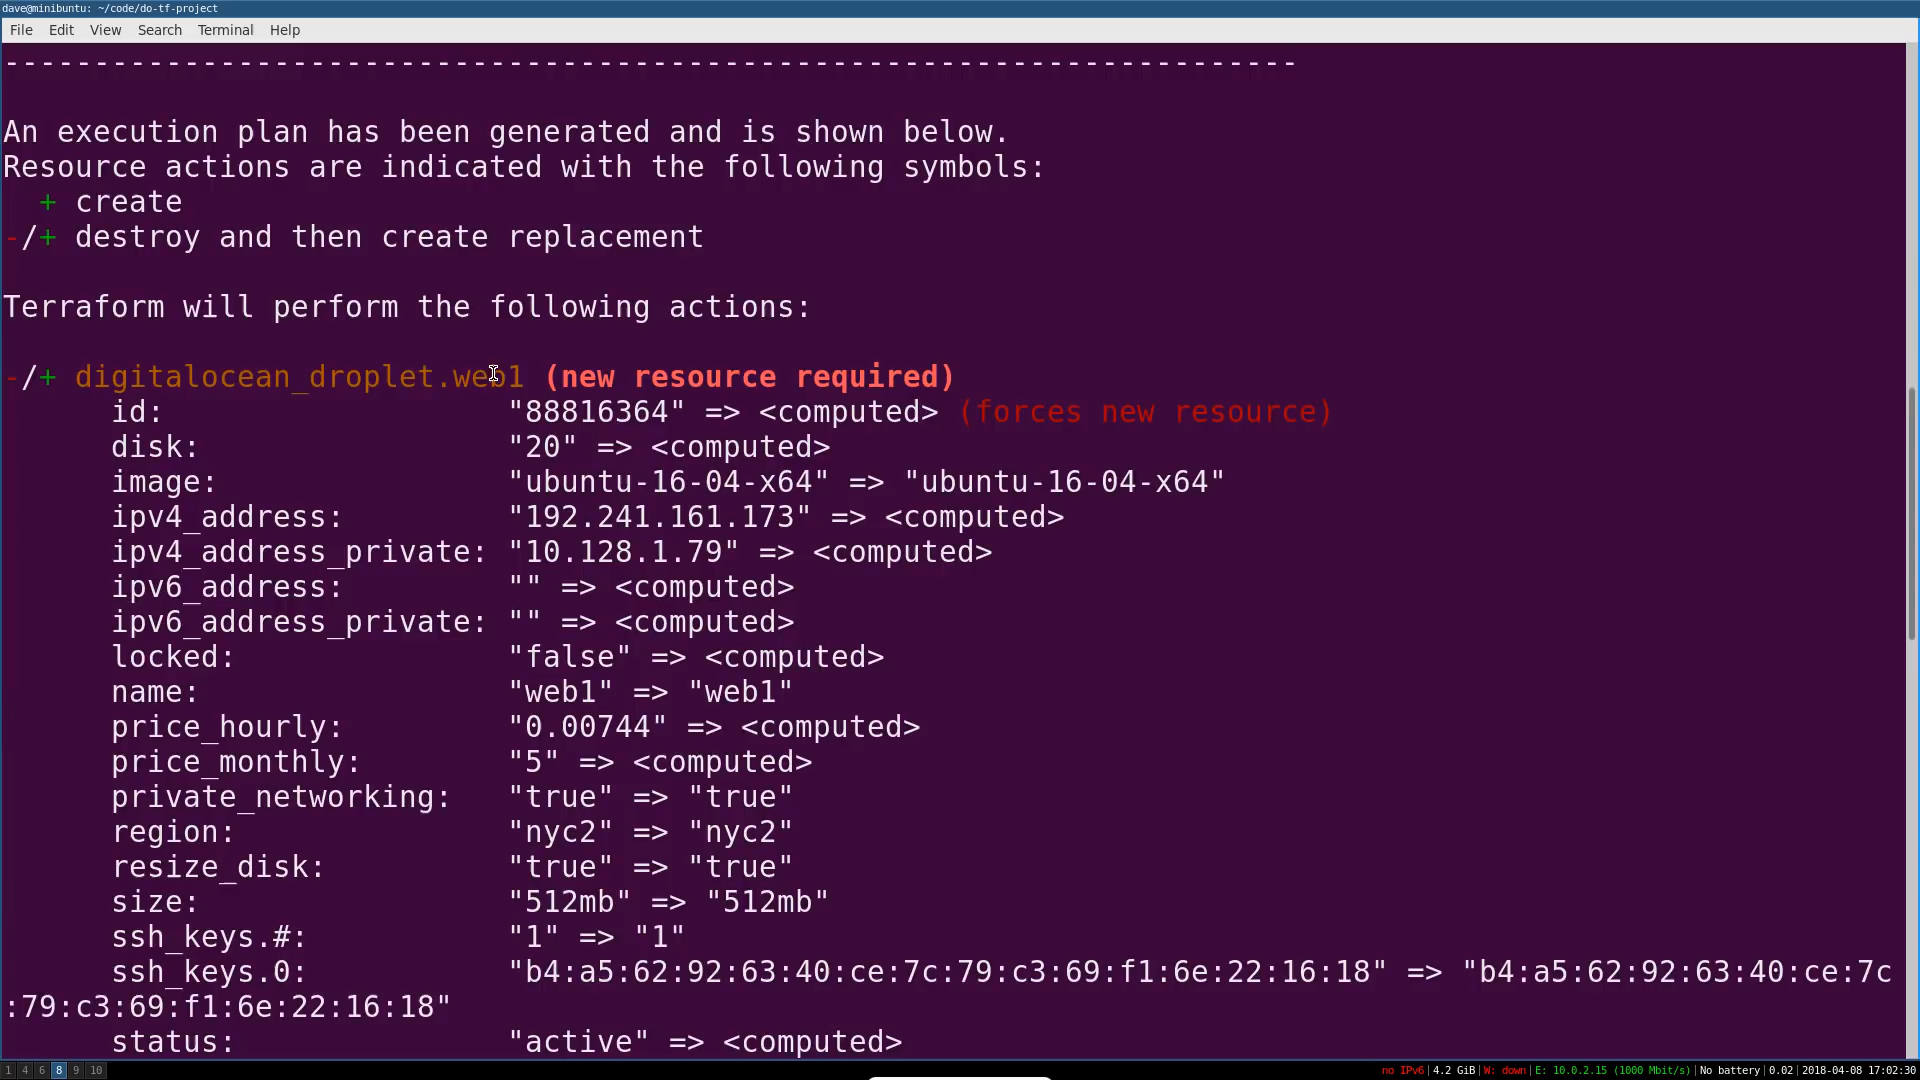 dave@minibuntu: ~/code/do-tf-project
File Edit View Search Terminal Help
------------------------------------------------------------------------
An execution plan has been generated and is shown below.
Resource actions are indicated with the following symbols:
+ create
-/+ destroy and then create replacement
Terraform will perform the following actions:
-/+ digitalocean_droplet.web1 (new resource required)
id: "88816364" => <computed> (forces new resource)
disk: "20" => <computed>
image: "ubuntu-16-04-x64" => "ubuntu-16-04-x64"
ipv4_address: "192.241.161.173" => <computed>
ipv4_address_private: "10.128.1.79" => <computed>
ipv6_address: "" => <computed>
ipv6_address_private: "" => <computed>
locked: "false" => <computed>
name: "web1" => "web1"
price_hourly: "0.00744" => <computed>
price_monthly: "5" => <computed>
private_networking: "true" => "true"
region: "nyc2" => "nyc2"
resize_disk: "true" => "true"
size: "512mb" => "512mb"
ssh_keys.#: "1" => "1"
ssh_keys.0: "b4:a5:62:92:63:40:ce:7c:79:c3:69:f1:6e:22:16:18" => "b4:a5:62:92:63:40:ce:7c
:79:c3:69:f1:6e:22:16:18"
status: "active" => <computed>
1 4 6 8 9 10 no IPv6 | 4.2 GiB | W: down | E: 10.0.2.15 (1000 Mbit/s) | No battery | 0.02 | 2018-04-08 17:02:30